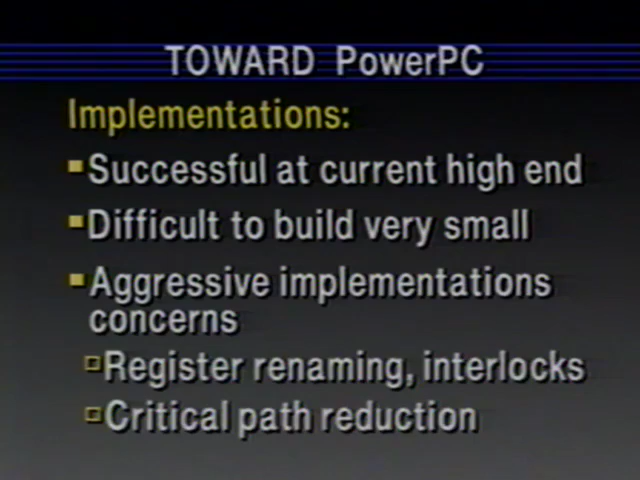 TOWARD PowerPC
Implementations:
Successful at current high end
Difficult to build very small
Aggressive implementations
concerns
Register renaming, interlocks
Critical path reduction